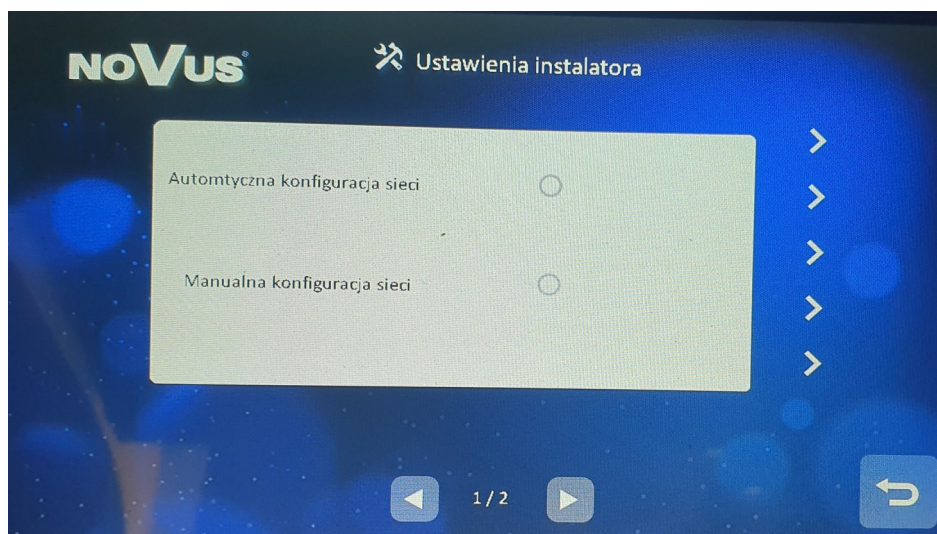 NOVUS®
Ustawienia instalatora
Automtyczna konfiguracja sieci
Manualna konfiguracja sieci
1/2